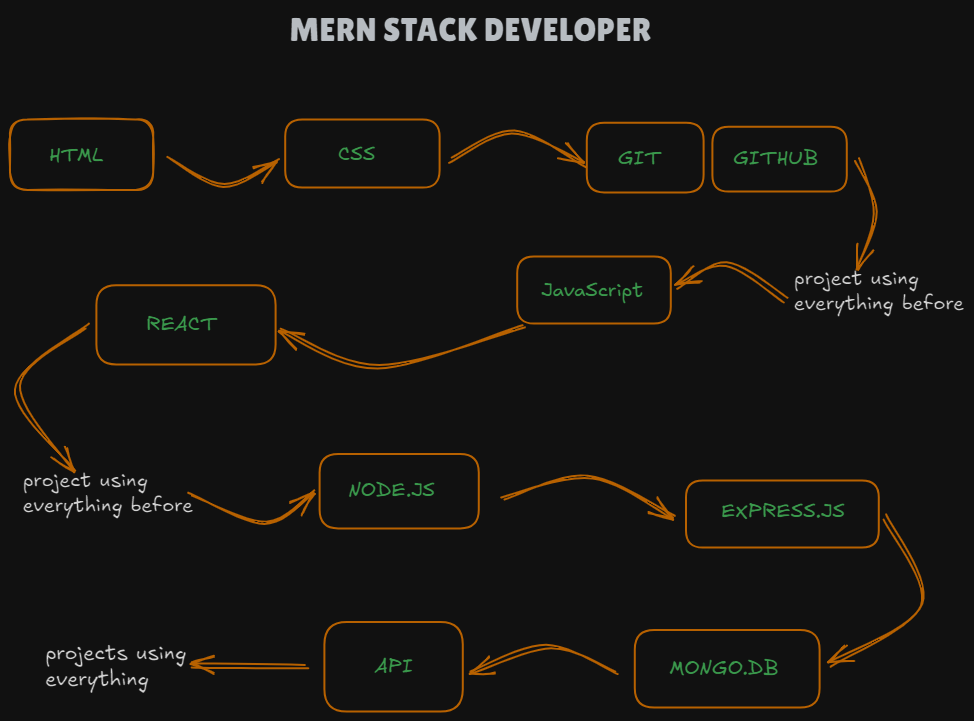 MERN STACK DEVELOPER
HTML
CSS
GIT
GITHUB
project using
everything before
JavaScript
REACT
project using
everything before
NODE.JS
EXPRESS.JS
MONGO.DB
API
projects using
everything